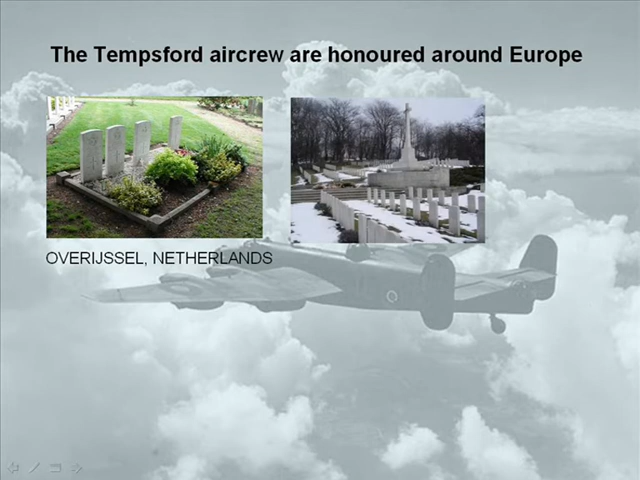 The Tempsford aircrew are honoured around Europe
OVERIJSSEL, NETHERLANDS